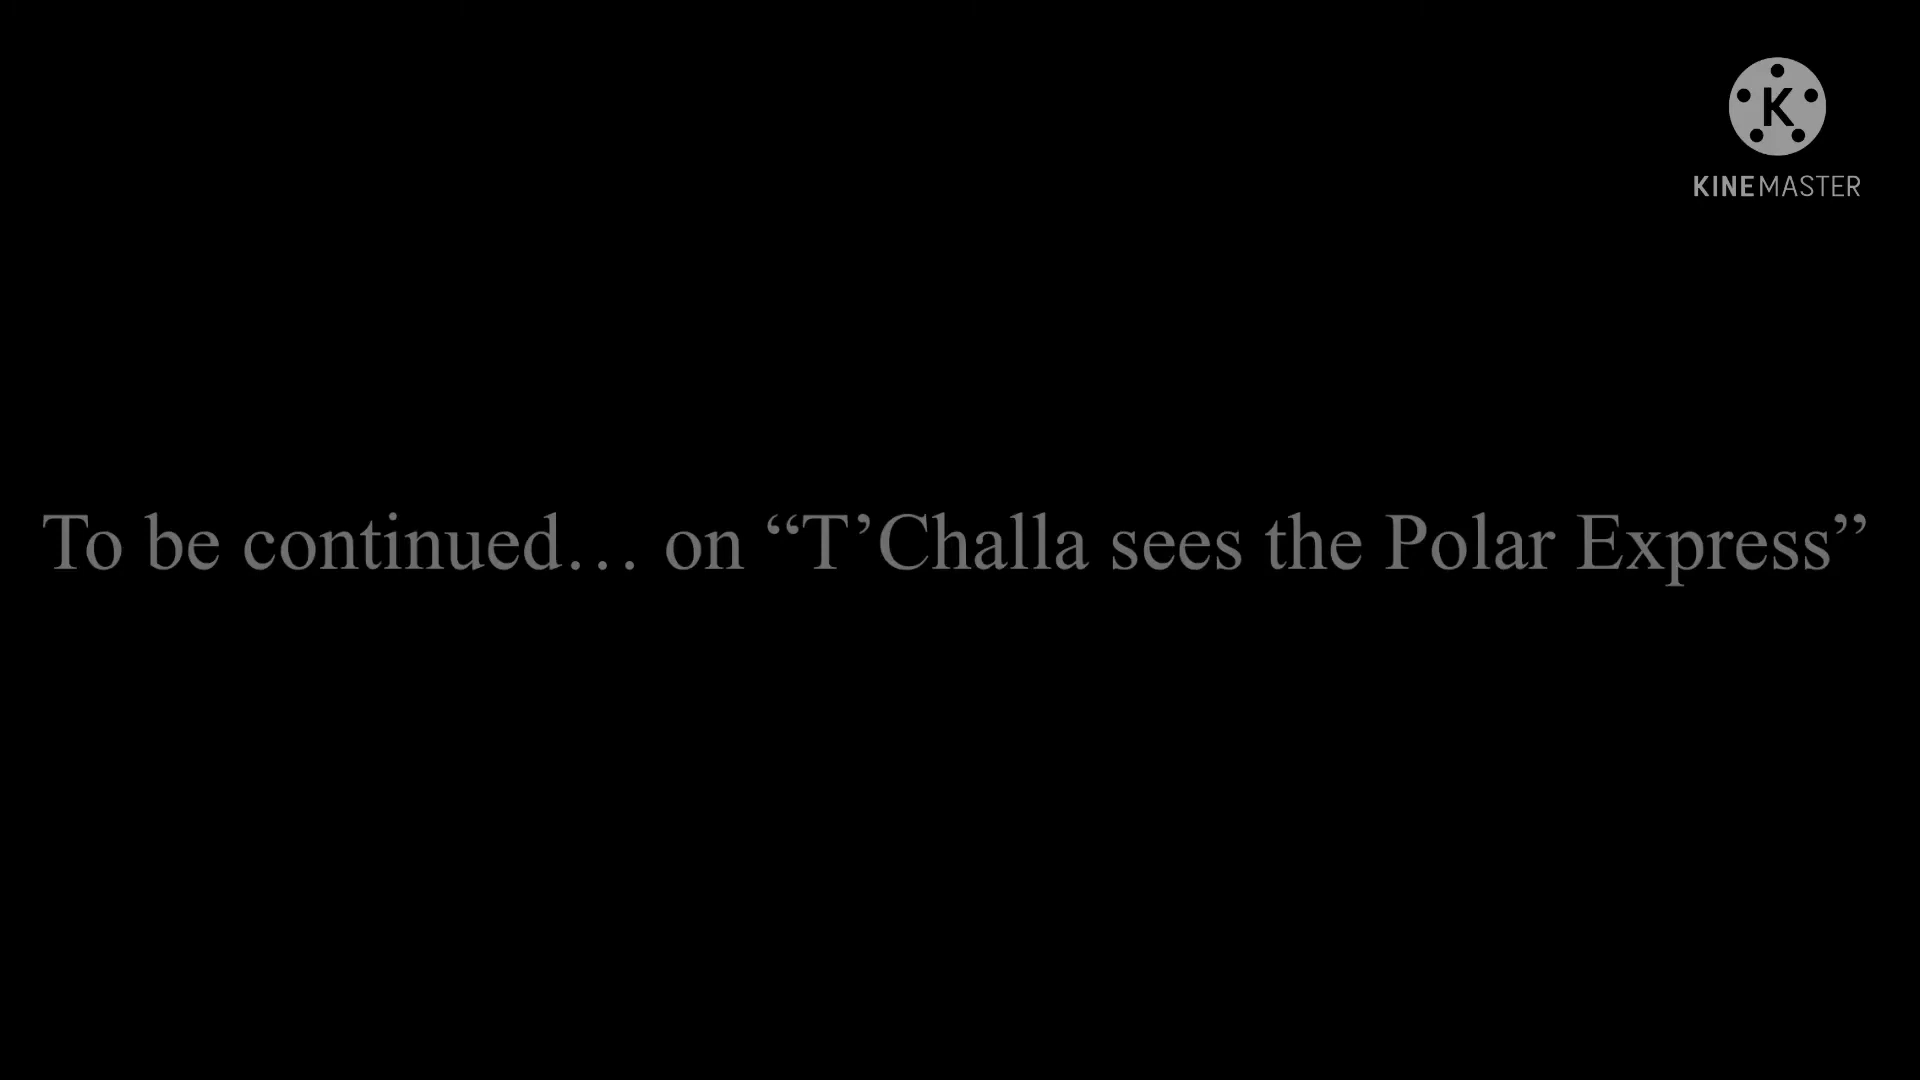 K
KINEMASTER
To be continued… on “T’Challa sees the Polar Express”